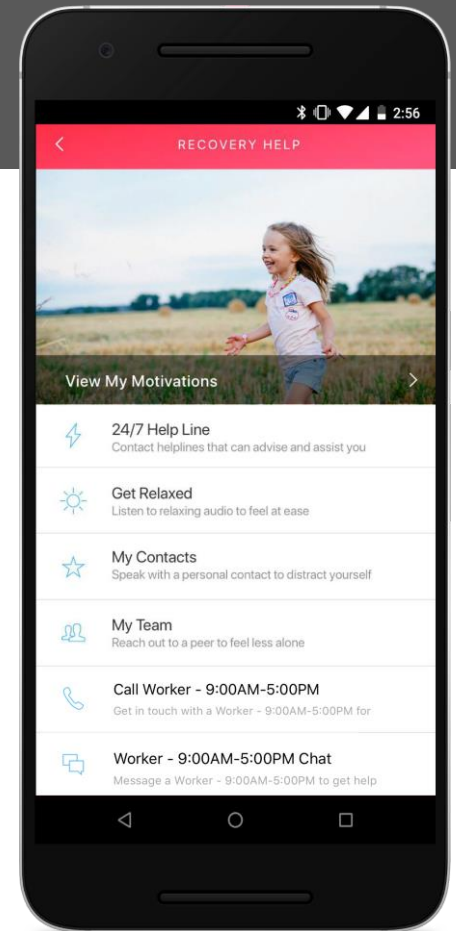 2:56
RECOVERY HELP
View My Motivations
24/7 Help Line
Contact helplines that can advise and assist you
Get Relaxed
Listen to relaxing audio to feel at ease
My Contacts
Speak with a personal contact to distract yourself
My Team
Reach out to a peer to feel less alone
Call Worker - 9:00AM-5:00PM
Get in touch with a Worker - 9:00AM-5:00PM for
Worker - 9:00AM-5:00PM Chat
Message a Worker - 9:00AM-5:00PM to get help